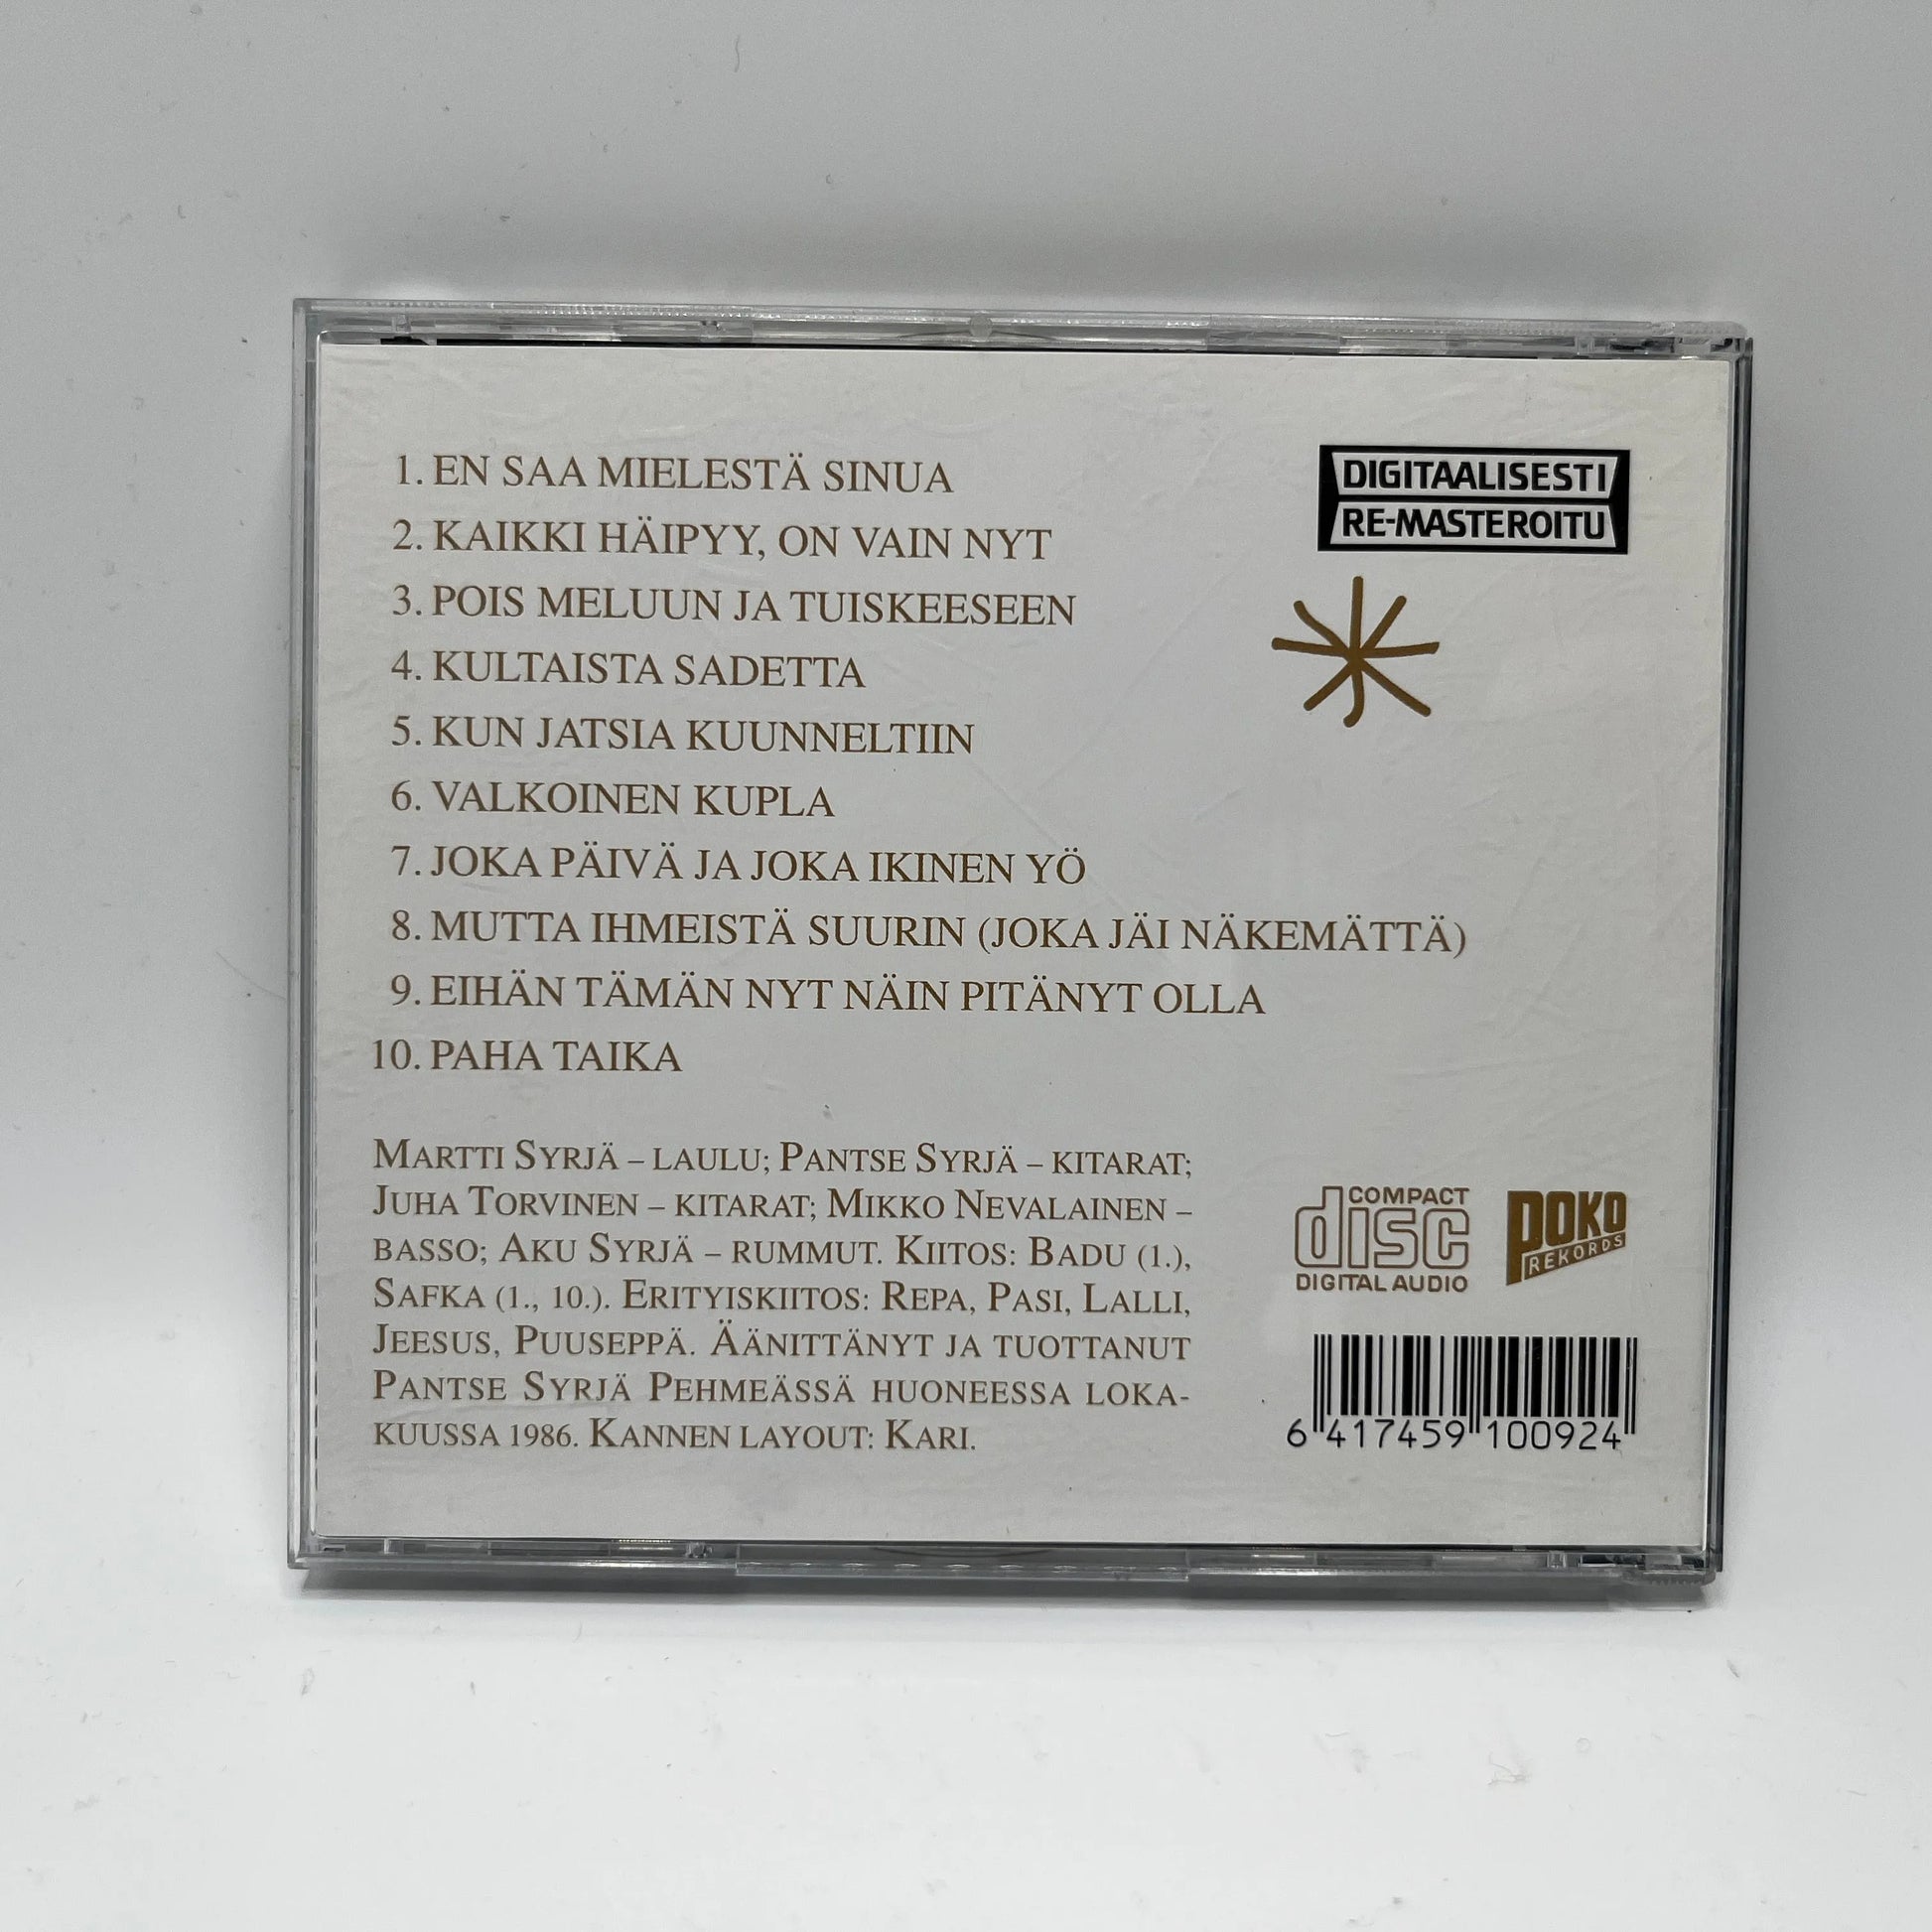 1. EN SAA MIELESTÄ SINUA
2. KAIKKI HÄIPYY, ON VAIN NYT
3. POIS MELUUN JA TUISKEESEEN
4. KULTAISTA SADETTA
5. KUN JATSIA KUUNNELTIIN
6. VALKOINEN KUPLA
7. JOKA PÄIVÄ JA JOKA IKINEN YÖ
8. MUTTA IHMEISTÄ SUURIN (JOKA JÄI NÄKEMÄTTÄ)
9. EIHÄN TÄMÄN NYT NÄIN PITÄNYT OLLA
10. PAHA TAIKA
DIGITAALISESTI
RE-MASTEROITU
MARTTI SYRJÄ – LAULU; PANTSE SYRJÄ – KITARAT;
JUHA TORVINEN – KITARAT; MIKKO NEVALAINEN –
BASSO; AKU SYRJÄ – RUMMUT. KIITOS: BADU (1.),
SAFKA (1., 10.). ERITYISKIITOS: REPA, PASI, LALLI,
JEESUS, PUUSEPPÄ. ÄÄNITTÄNYT JA TUOTTANUT
PANTSE SYRJÄ PEHMEÄSSÄ HUONEESSA LOKA-
KUUSSA 1986. KANNEN LAYOUT: KARI.
COMPACT
disc
DIGITAL AUDIO
POKO
REKORDS
6 417459 100924